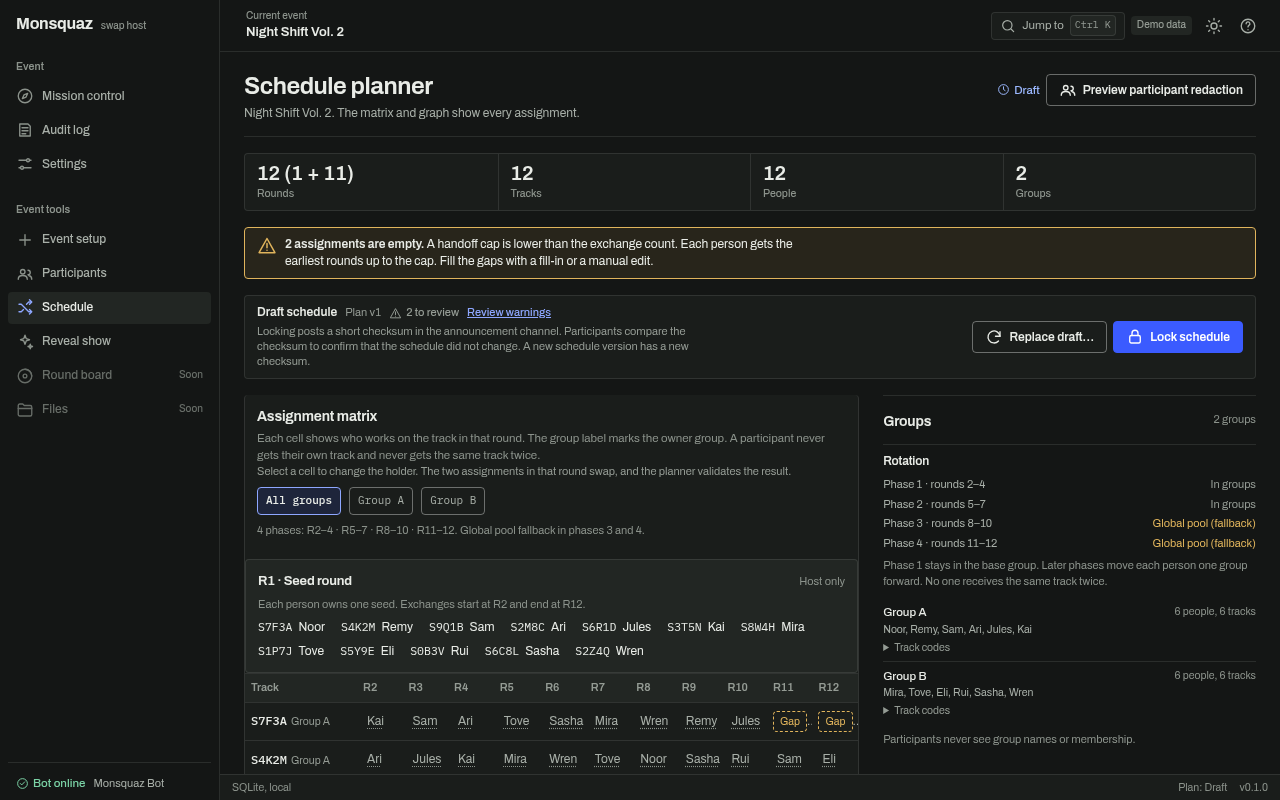 Monsquaz swap host
Event
Mission control
Audit log
Settings
Event tools
Event setup
Participants
Schedule
Reveal show
Round board Soon
Files Soon
Bot online Monsquaz Bot
Current event
Night Shift Vol. 2
Jump to Ctrl K
Demo data
Schedule planner
Night Shift Vol. 2. The matrix and graph show every assignment.
Draft
Preview participant redaction
12 (1 + 11)
Rounds
12
Tracks
12
People
2
Groups
2 assignments are empty. A handoff cap is lower than the exchange count. Each person gets the
earliest rounds up to the cap. Fill the gaps with a fill-in or a manual edit.
Draft schedule Plan v1 2 to review Review warnings
Locking posts a short checksum in the announcement channel. Participants compare the
checksum to confirm that the schedule did not change. A new schedule version has a new
checksum.
Replace draft...
Lock schedule
Assignment matrix
Each cell shows who works on the track in that round. The group label marks the owner group. A participant never
gets their own track and never gets the same track twice.
Select a cell to change the holder. The two assignments in that round swap, and the planner validates the result.
All groups Group A Group B
4 phases: R2–4 · R5–7 · R8–10 · R11–12. Global pool fallback in phases 3 and 4.
R1 · Seed round Host only
Each person owns one seed. Exchanges start at R2 and end at R12.
S7F3A Noor S4K2M Remy S9Q1B Sam S2M8C Ari S6R1D Jules S3T5N Kai S8W4H Mira
S1P7J Tove S5Y9E Eli S0B3V Rui S6C8L Sasha S2Z4Q Wren
Track R2 R3 R4 R5 R6 R7 R8 R9 R10 R11 R12
S7F3A Group A Kai Sam Ari Tove Sasha Mira Wren Remy Jules Gap Gap
S4K2M Group A Ari Jules Kai Mira Wren Tove Noor Sasha Rui Sam Eli
Groups 2 groups
Rotation
Phase 1 · rounds 2–4 In groups
Phase 2 · rounds 5–7 In groups
Phase 3 · rounds 8–10 Global pool (fallback)
Phase 4 · rounds 11–12 Global pool (fallback)
Phase 1 stays in the base group. Later phases move each person one group
forward. No one receives the same track twice.
Group A 6 people, 6 tracks
Noor, Remy, Sam, Ari, Jules, Kai
Track codes
Group B 6 people, 6 tracks
Mira, Tove, Eli, Rui, Sasha, Wren
Track codes
Participants never see group names or membership.
SQLite, local
Plan: Draft v0.1.0